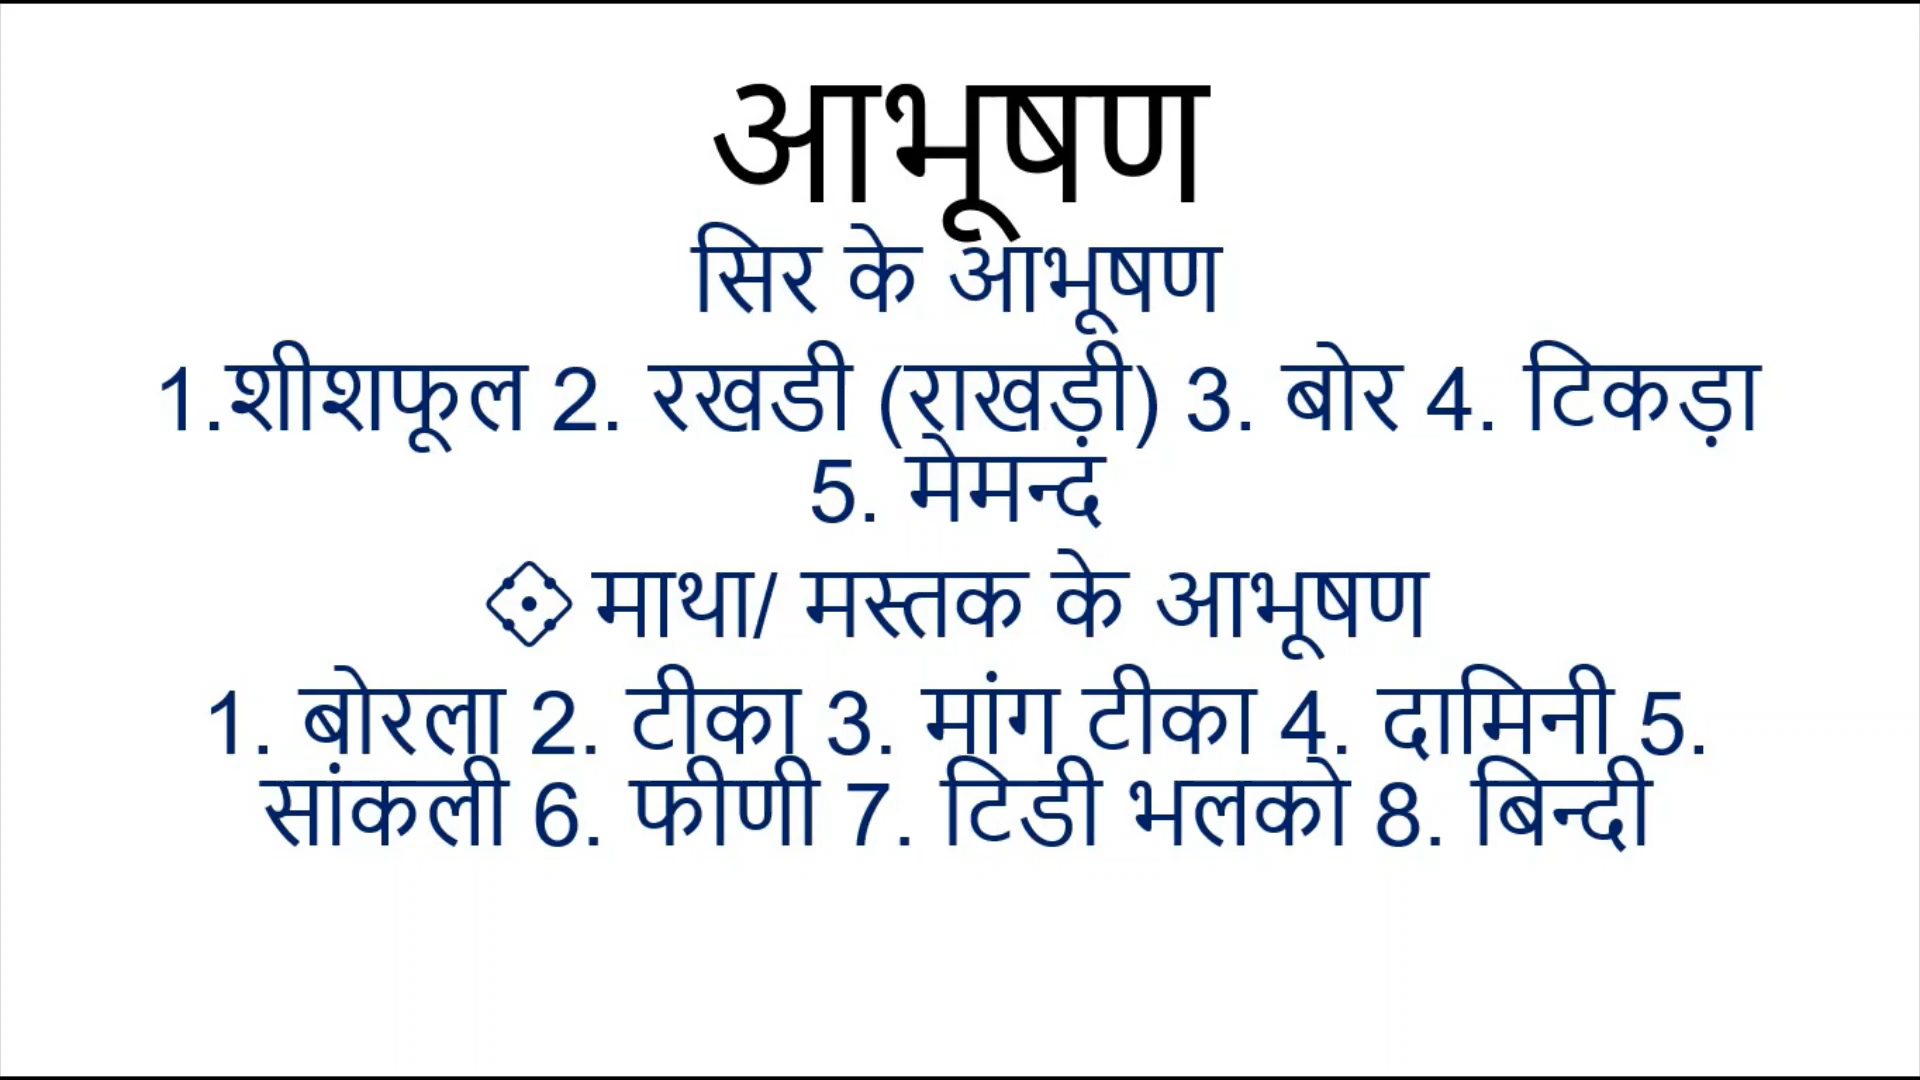 आभूषण
सिर के आभूषण
1.शीशफूल 2. रखडी (राखड़ी) 3. बोर 4. टिकड़ा
5. मेमन्दं
💠 माथा/ मस्तक के आभूषण
1. बोरला 2. टीका 3. मांग टीका 4. दामिनी 5.
सांकली 6. फीणी 7. टिडी भलको 8. बिन्दी